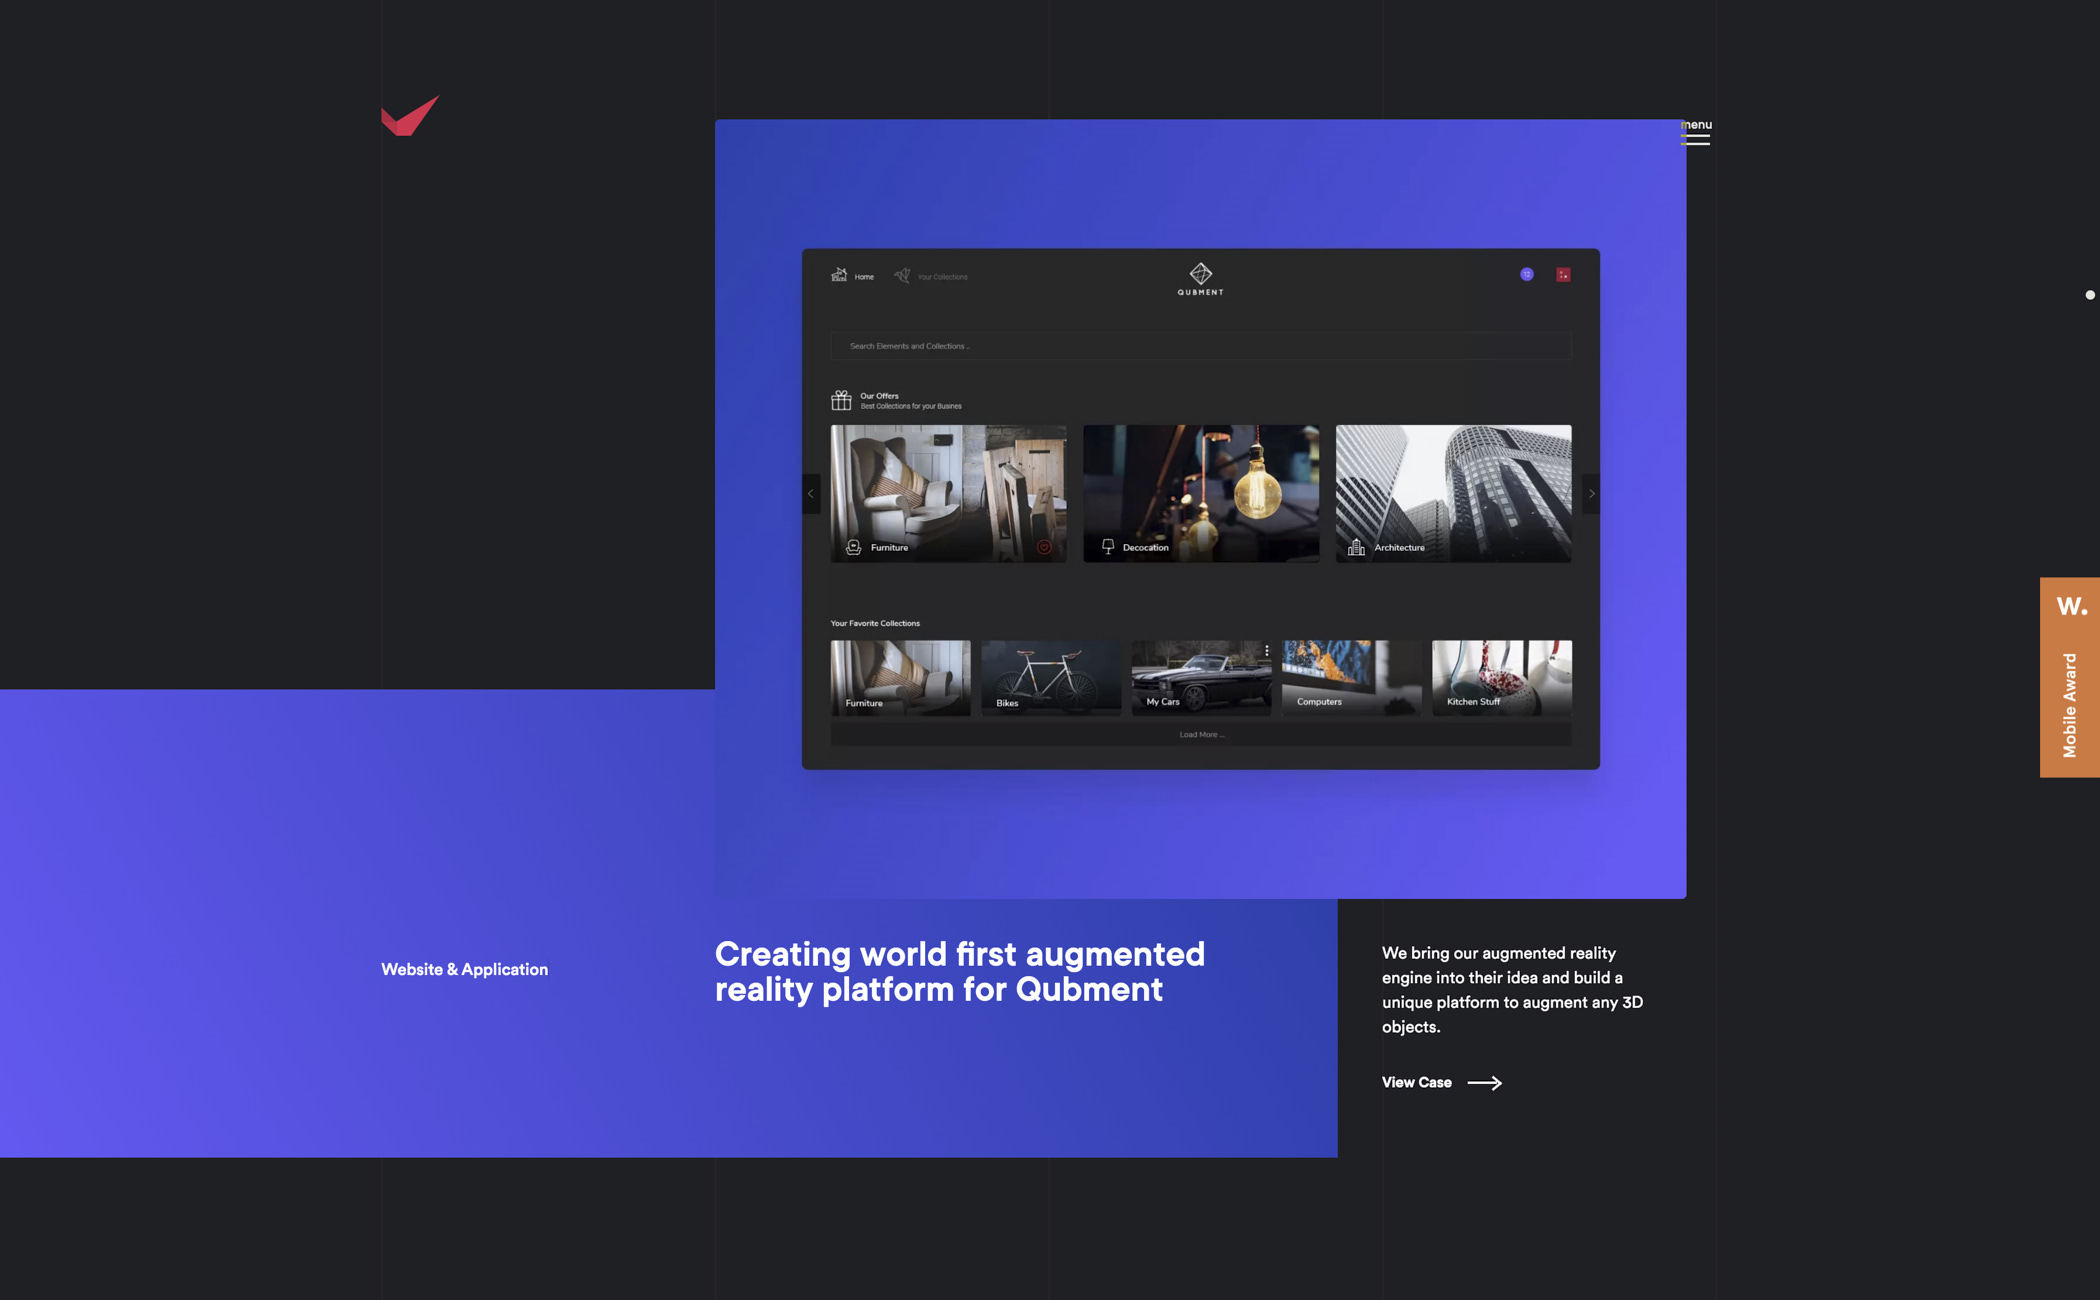 menu
Home
Your Collections
QUBMENT
12
Search Elements and Collections ..
Our Offers
Best Collections for your Busines
Furniture
Decocation
Architecture
Your Favorite Collections
Furniture
Bikes
My Cars
Computers
Kitchen Stuff
Load More ...
W.
Mobile Award
Website & Application
Creating world first augmented
reality platform for Qubment
We bring our augmented reality
engine into their idea and build a
unique platform to augment any 3D
objects.
View Case